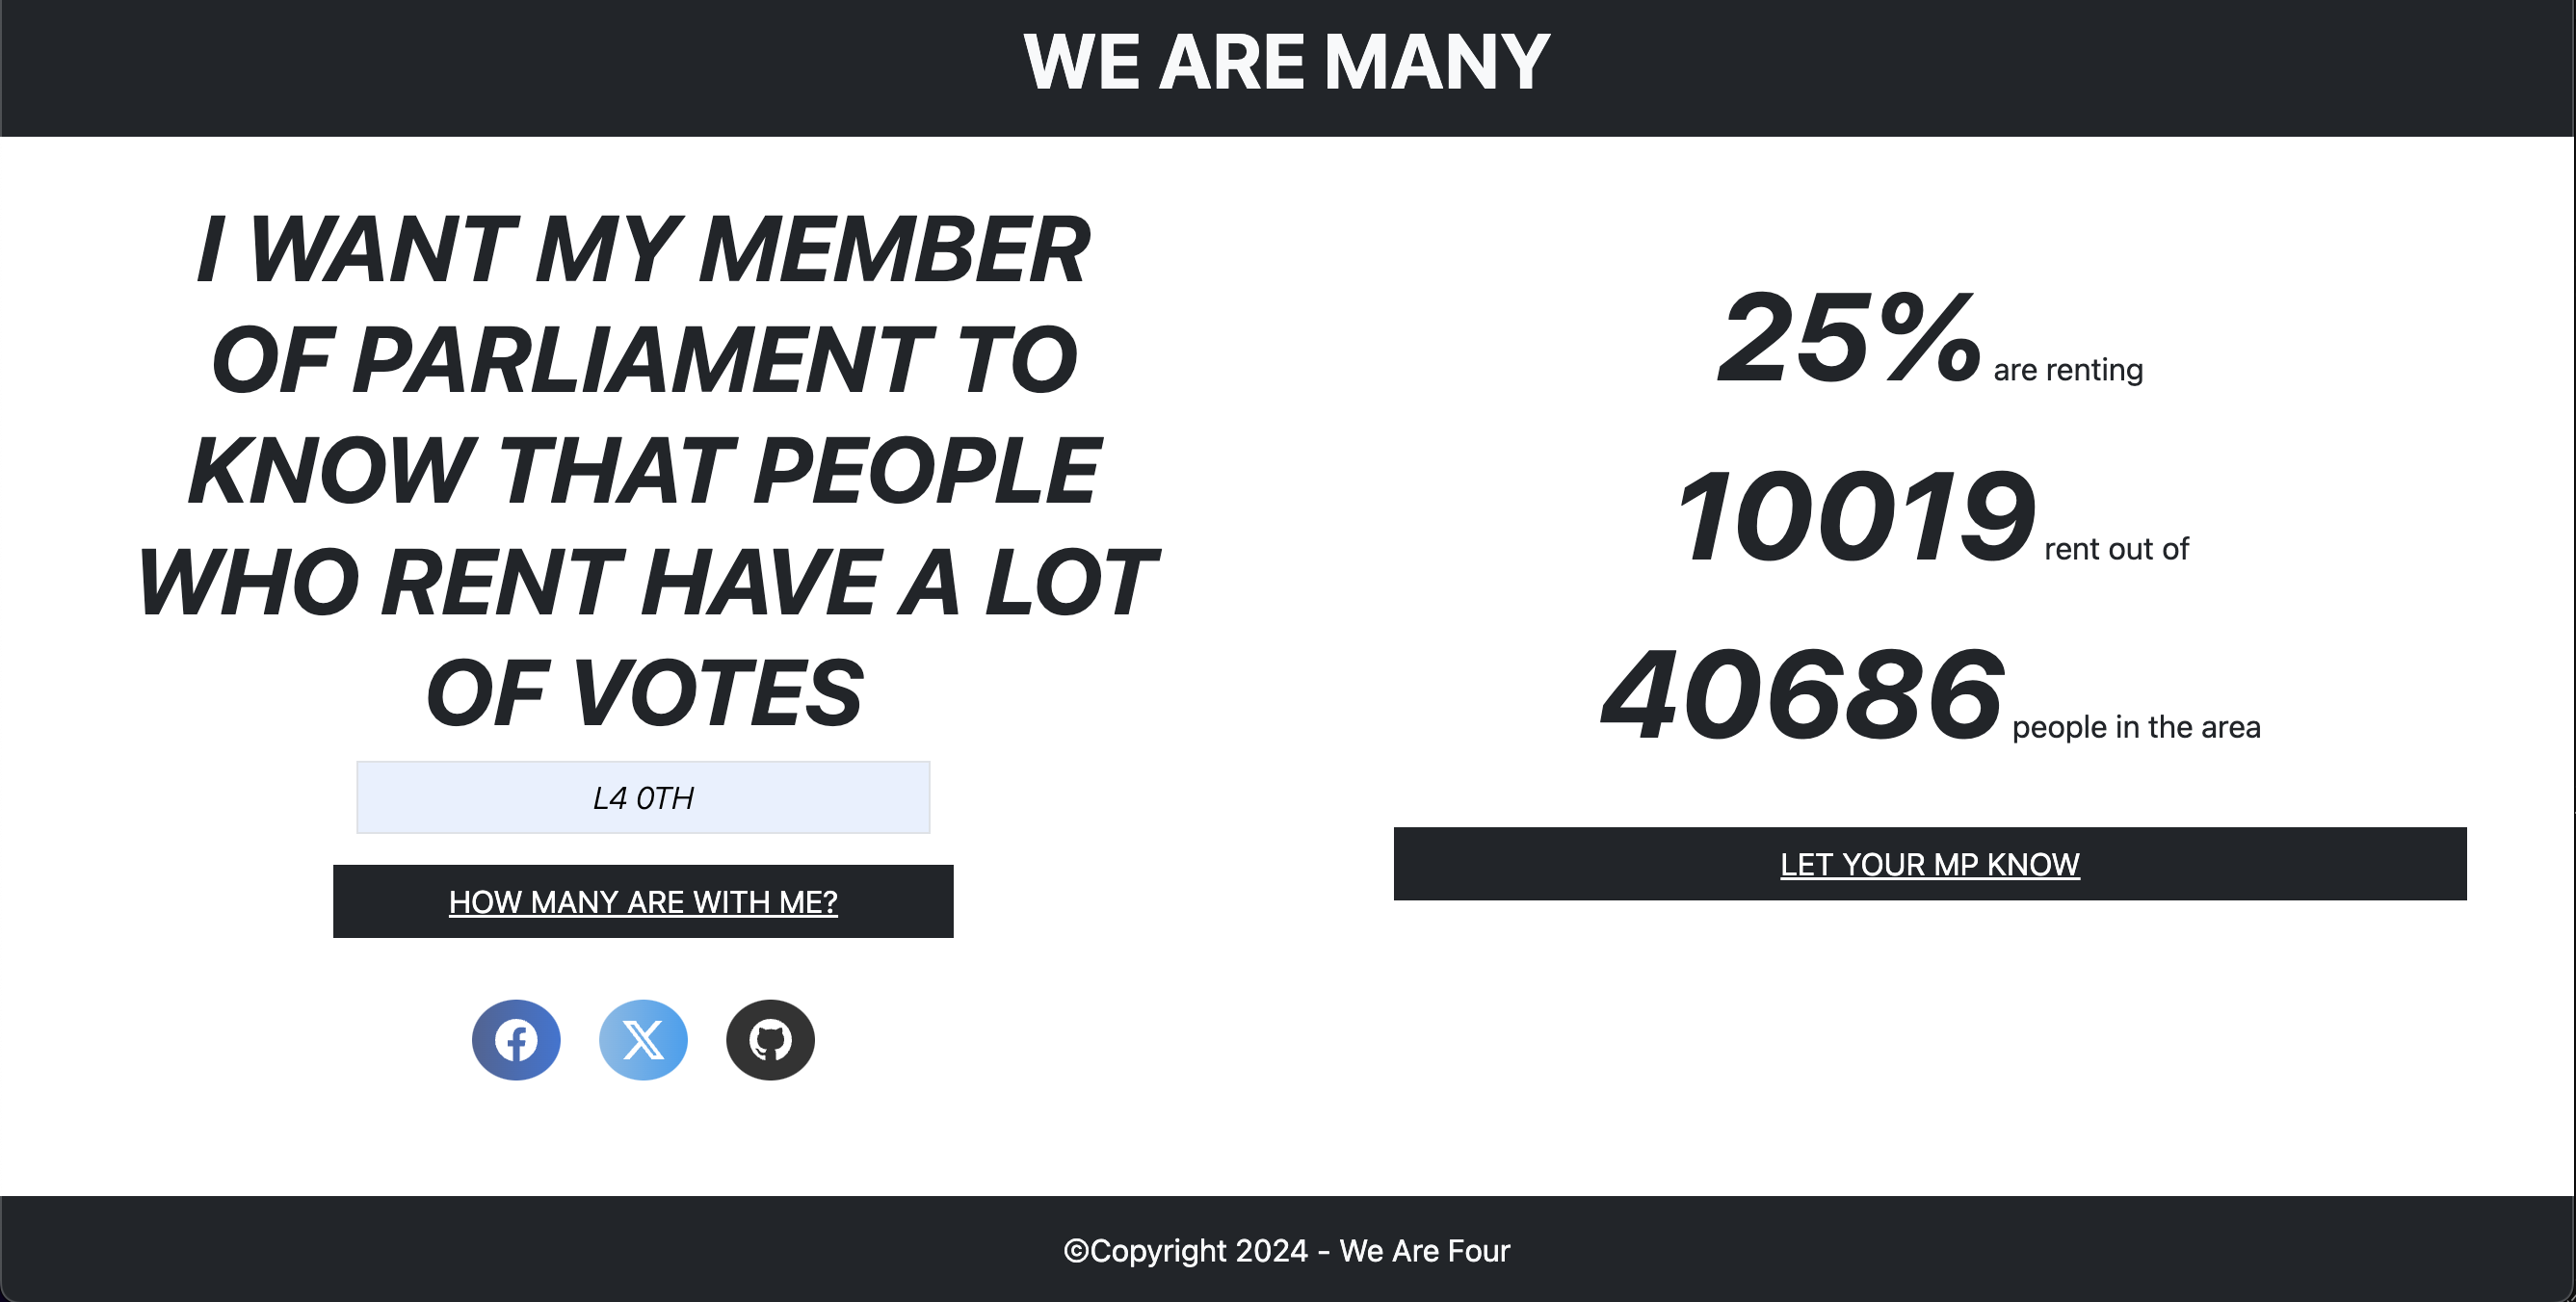 WE ARE MANY
I WANT MY MEMBER
OF PARLIAMENT TO
KNOW THAT PEOPLE
WHO RENT HAVE A LOT
OF VOTES
L4 0TH
HOW MANY ARE WITH ME?
25% are renting
10019 rent out of
40686 people in the area
LET YOUR MP KNOW
©Copyright 2024 - We Are Four